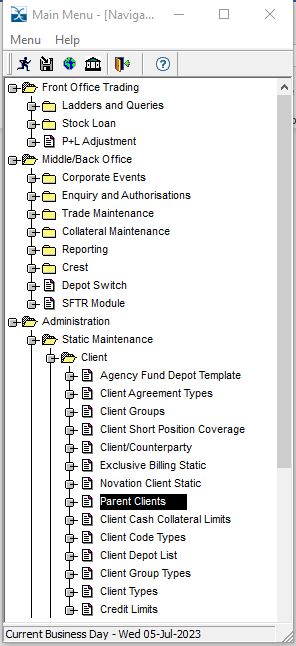 Main Menu - [Naviga...
Menu Help
Front Office Trading
Ladders and Queries
Stock Loan
P+L Adjustment
Middle/Back Office
Corporate Events
Enquiry and Authorisations
Trade Maintenance
Collateral Maintenance
Reporting
Crest
Depot Switch
SFTR Module
Administration
Static Maintenance
Client
Agency Fund Depot Template
Client Agreement Types
Client Groups
Client Short Position Coverage
Client/Counterparty
Exclusive Billing Static
Novation Client Static
Parent Clients
Client Cash Collateral Limits
Client Code Types
Client Depot List
Client Group Types
Client Types
Credit Limits
Current Business Day - Wed 05-Jul-2023